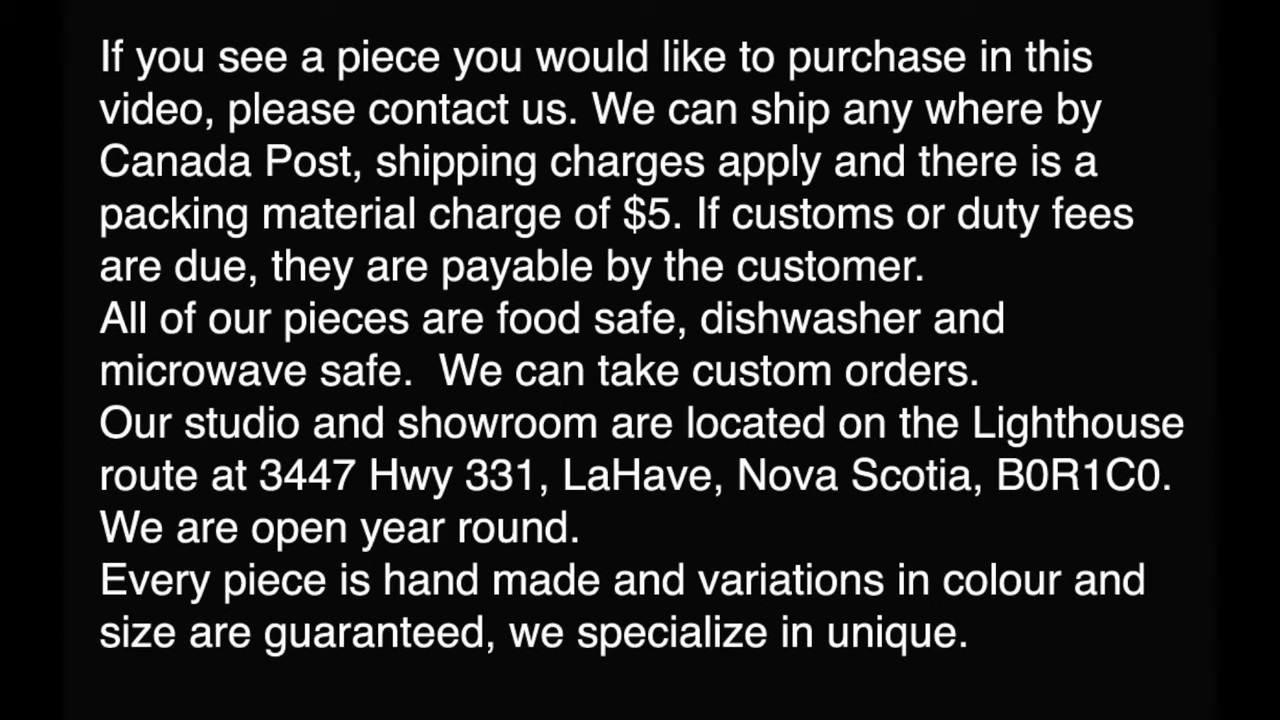 If you see a piece you would like to purchase in this
video, please contact us. We can ship any where by
Canada Post, shipping charges apply and there is a
packing material charge of $5. If customs or duty fees
are due, they are payable by the customer.
All of our pieces are food safe, dishwasher and
microwave safe.  We can take custom orders.
Our studio and showroom are located on the Lighthouse
route at 3447 Hwy 331, LaHave, Nova Scotia, B0R1C0.
We are open year round.
Every piece is hand made and variations in colour and
size are guaranteed, we specialize in unique.